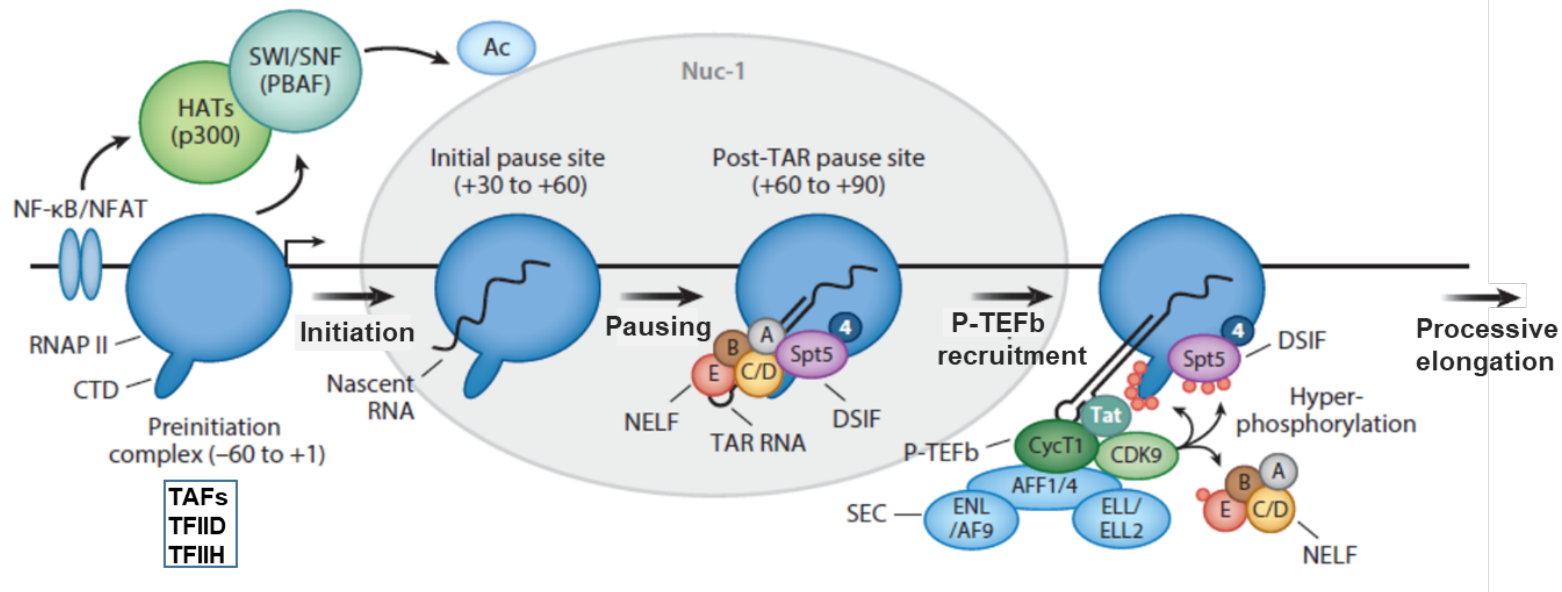 SWI/SNF
(PBAF)
Ac
HATs
(p300)
Nuc-1
Initial pause site
(+30 to +60)
Post-TAR pause site
(+60 to +90)
NF-κB/NFAT
RNAP II
CTD
Initiation
Nascent
RNA
Pausing
A
B
E
C/D
4
Spt5
NELF
TAR RNA
DSIF
P-TEFb
recruitment
4
Spt5
DSIF
Processive
elongation
Preinitiation
complex (–60 to +1)
TAFs
TFIID
TFIIH
Hyper-
phosphorylation
Tat
P-TEFb
CycT1
CDK9
AFF1/4
SEC
ENL
/AF9
ELL/
ELL2
A
B
E
C/D
NELF